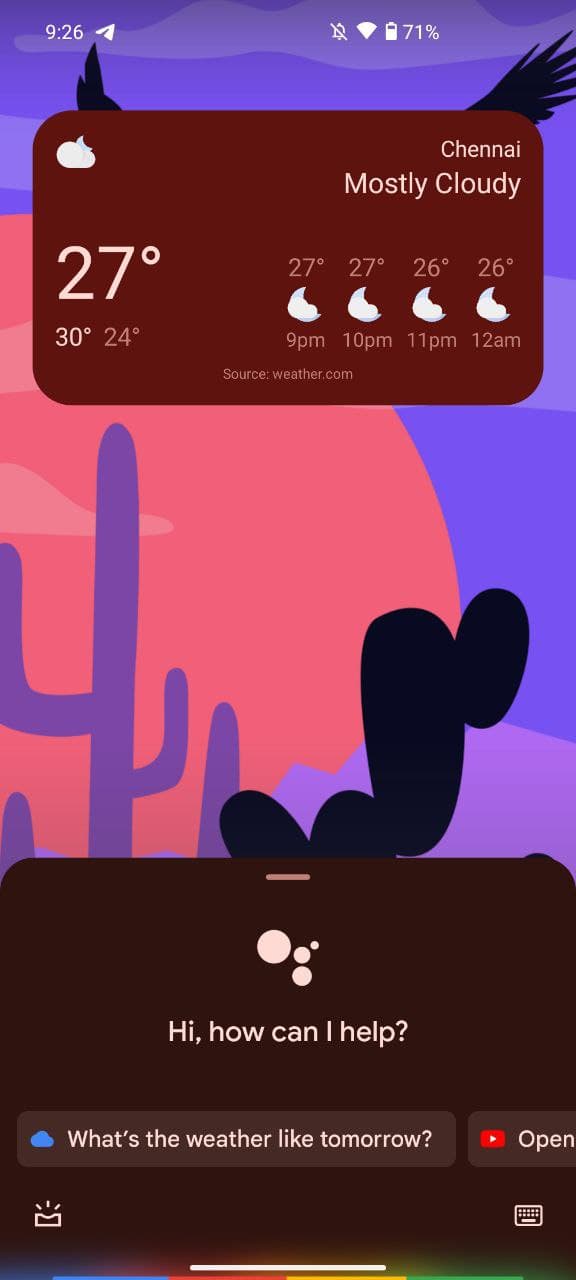 9:26 71%
Chennai
Mostly Cloudy
27°
30° 24°
27° 27° 26° 26°
9pm 10pm 11pm 12am
Source: weather.com
Hi, how can I help?
What's the weather like tomorrow? Open